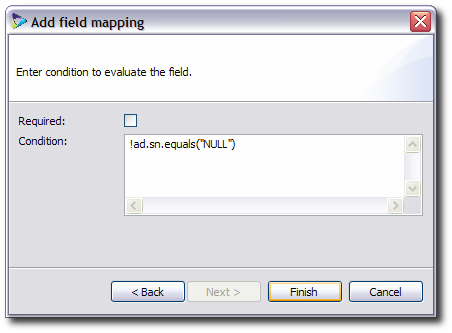 Add field mapping
Enter condition to evaluate the field.
Required:
Condition:
!ad.sn.equals("NULL")
< Back
Next >
Finish
Cancel